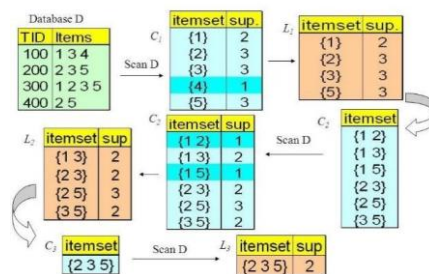 Database D
TID Items
100 1 3 4
200 2 3 5
300 1 2 3 5
400 2 5
Scan D
C1
itemset sup.
{1} 2
{2} 3
{3} 3
{4} 1
{5} 3
L1
itemset sup.
{1} 2
{2} 3
{3} 3
{5} 3
C2
itemset
{1 2}
{1 3}
{1 5}
{2 3}
{2 5}
{3 5}
Scan D
C2
itemset sup
{1 2} 1
{1 3} 2
{1 5} 1
{2 3} 2
{2 5} 3
{3 5} 2
L2
itemset sup
{1 3} 2
{2 3} 2
{2 5} 3
{3 5} 2
C3
itemset
{2 3 5}
Scan D
L3
itemset sup
{2 3 5} 2